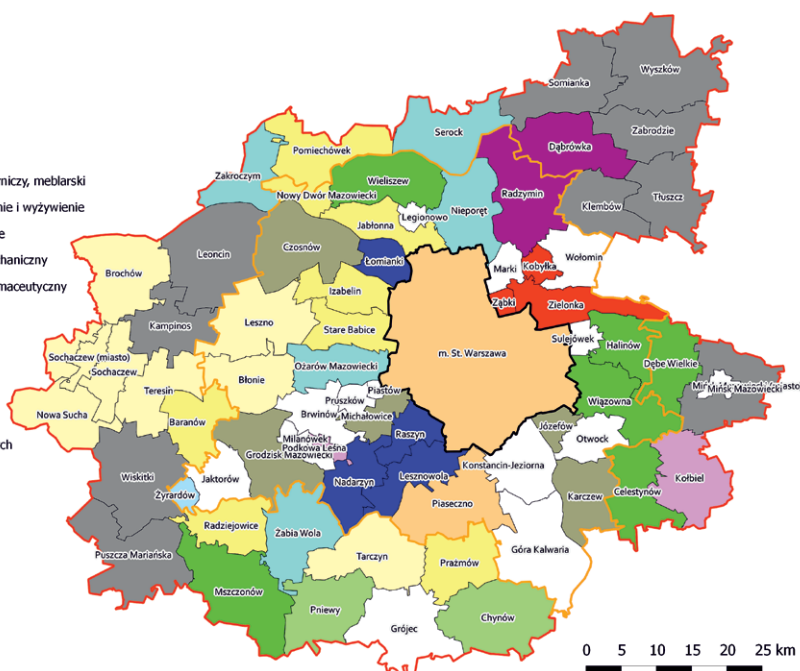 Wyszków
Somianka
Zabrodzie
Serock
Dąbrówka
Pomiechówek
Zakroczym
niczy, meblarski
Wieliszew
Radzymin
Tłuszcz
Nowy Dwór Mazowiecki
Klembów
nie i wyżywienie
Nieporęt
Legionowo
Jabłonna
e
Czosnów
Leoncin
Wołomin
haniczny
Łomianki
Marki
Kobyłka
Brochów
maceutyczny
Izabelin
Ząbki
Zielonka
Leszno
Kampinos
Stare Babice
Sulejówek
Halinów
m. St. Warszawa
Sochaczew (miasto)
Dębe Wielkie
Ożarów Mazowiecki
Sochaczew
Błonie
Mińsk Mazowiecki
Teresin
Piastów
Pruszków
Wiązowna
Nowa Sucha
Brwinów
Michałowice
Baranów
Józefów
Raszyn
Milanówek
Otwock
ch
Podkowa Leśna
Grodzisk Mazowiecki
Konstancin-Jeziorna
Wiskitki
Jaktorów
Lesznowola
Kołbiel
Nadarzyn
Celestynów
Żyrardów
Karczew
Piaseczno
Radziejowice
Żabia Wola
Góra Kalwaria
Puszcza Mariańska
Tarczyn
Prażmów
Mszczonów
Pniewy
Chynów
Grójec
0 5 10 15 20 25 km